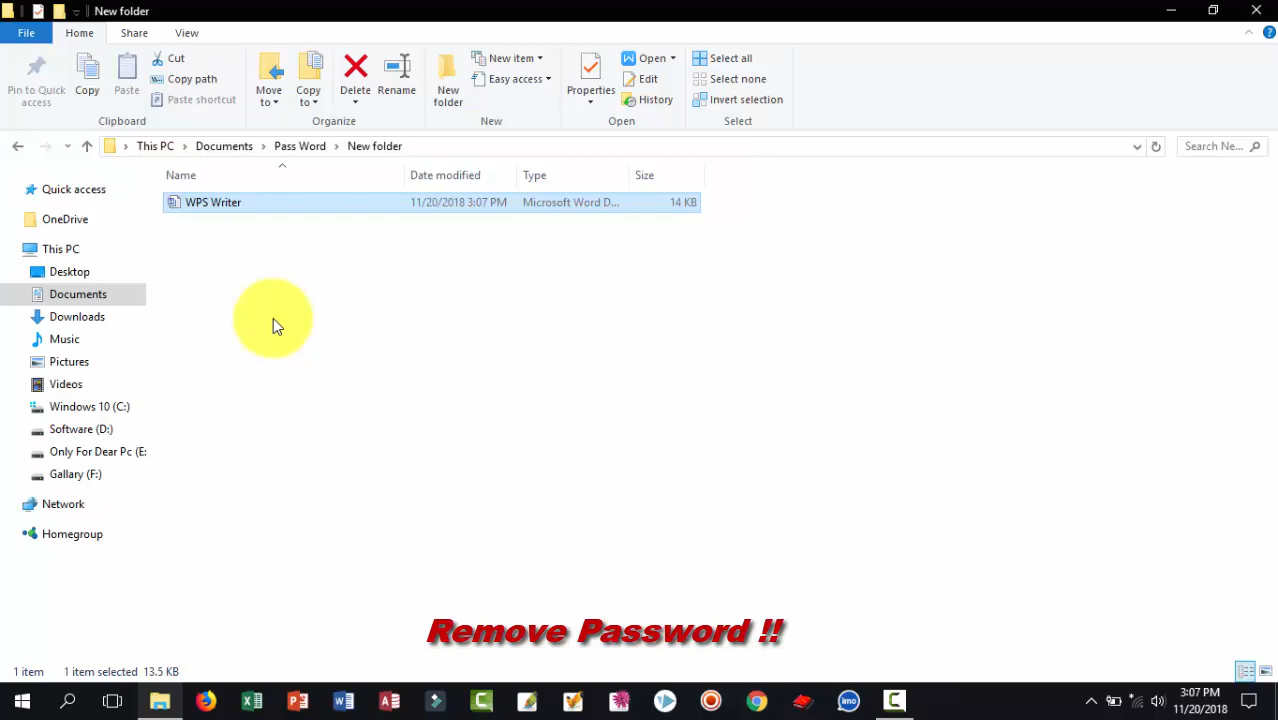 New folder
File
Home
Share
View
Pin to Quick
access
Copy
Paste
Cut
Copy path
Paste shortcut
Clipboard
Move
to
Copy
to
Delete
Rename
Organize
New
folder
New item
Easy access
New
Properties
Open
Edit
History
Open
Select all
Select none
Invert selection
Select
This PC
Documents
Pass Word
New folder
Search Ne...
Name
Date modified
Type
Size
WPS Writer
11/20/2018 3:07 PM
Microsoft Word D...
14 KB
Quick access
OneDrive
This PC
Desktop
Documents
Downloads
Music
Pictures
Videos
Windows 10 (C:)
Software (D:)
Only For Dear Pc (E:
Gallary (F:)
Network
Homegroup
Remove Password !!
1 item
1 item selected 13.5 KB
3:07 PM
11/20/2018